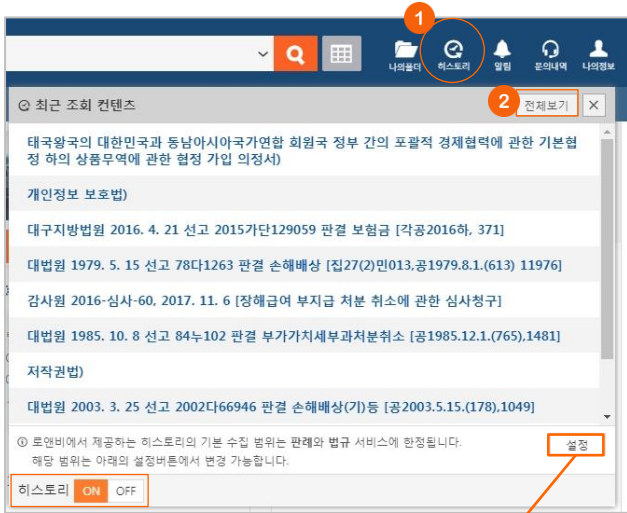 1
나의폴더 히스토리 알림 문의내역 나의정보
최근 조회 컨텐츠
2 전체보기
태국왕국의 대한민국과 동남아시아국가연합 회원국 정부 간의 포괄적 경제협력에 관한 기본협
정 하의 상품무역에 관한 협정 가입 의정서)
개인정보 보호법)
대구지방법원 2016. 4. 21 선고 2015가단129059 판결 보험금 [각공2016하, 371]
대법원 1979. 5. 15 선고 78다1263 판결 손해배상 [집27(2)민013,공1979.8.1.(613) 11976]
감사원 2016-심사-60, 2017. 11. 6 [장해급여 부지급 처분 취소에 관한 심사청구]
대법원 1985. 10. 8 선고 84누102 판결 부가가치세부과처분취소 [공1985.12.1.(765),1481]
저작권법)
대법원 2003. 3. 25 선고 2002다66946 판결 손해배상(기)등 [공2003.5.15.(178),1049]
로앤비에서 제공하는 히스토리의 기본 수집 범위는 판례와 법규 서비스에 한정됩니다.
해당 범위는 아래의 설정버튼에서 변경 가능합니다.
설정
히스토리 ON OFF